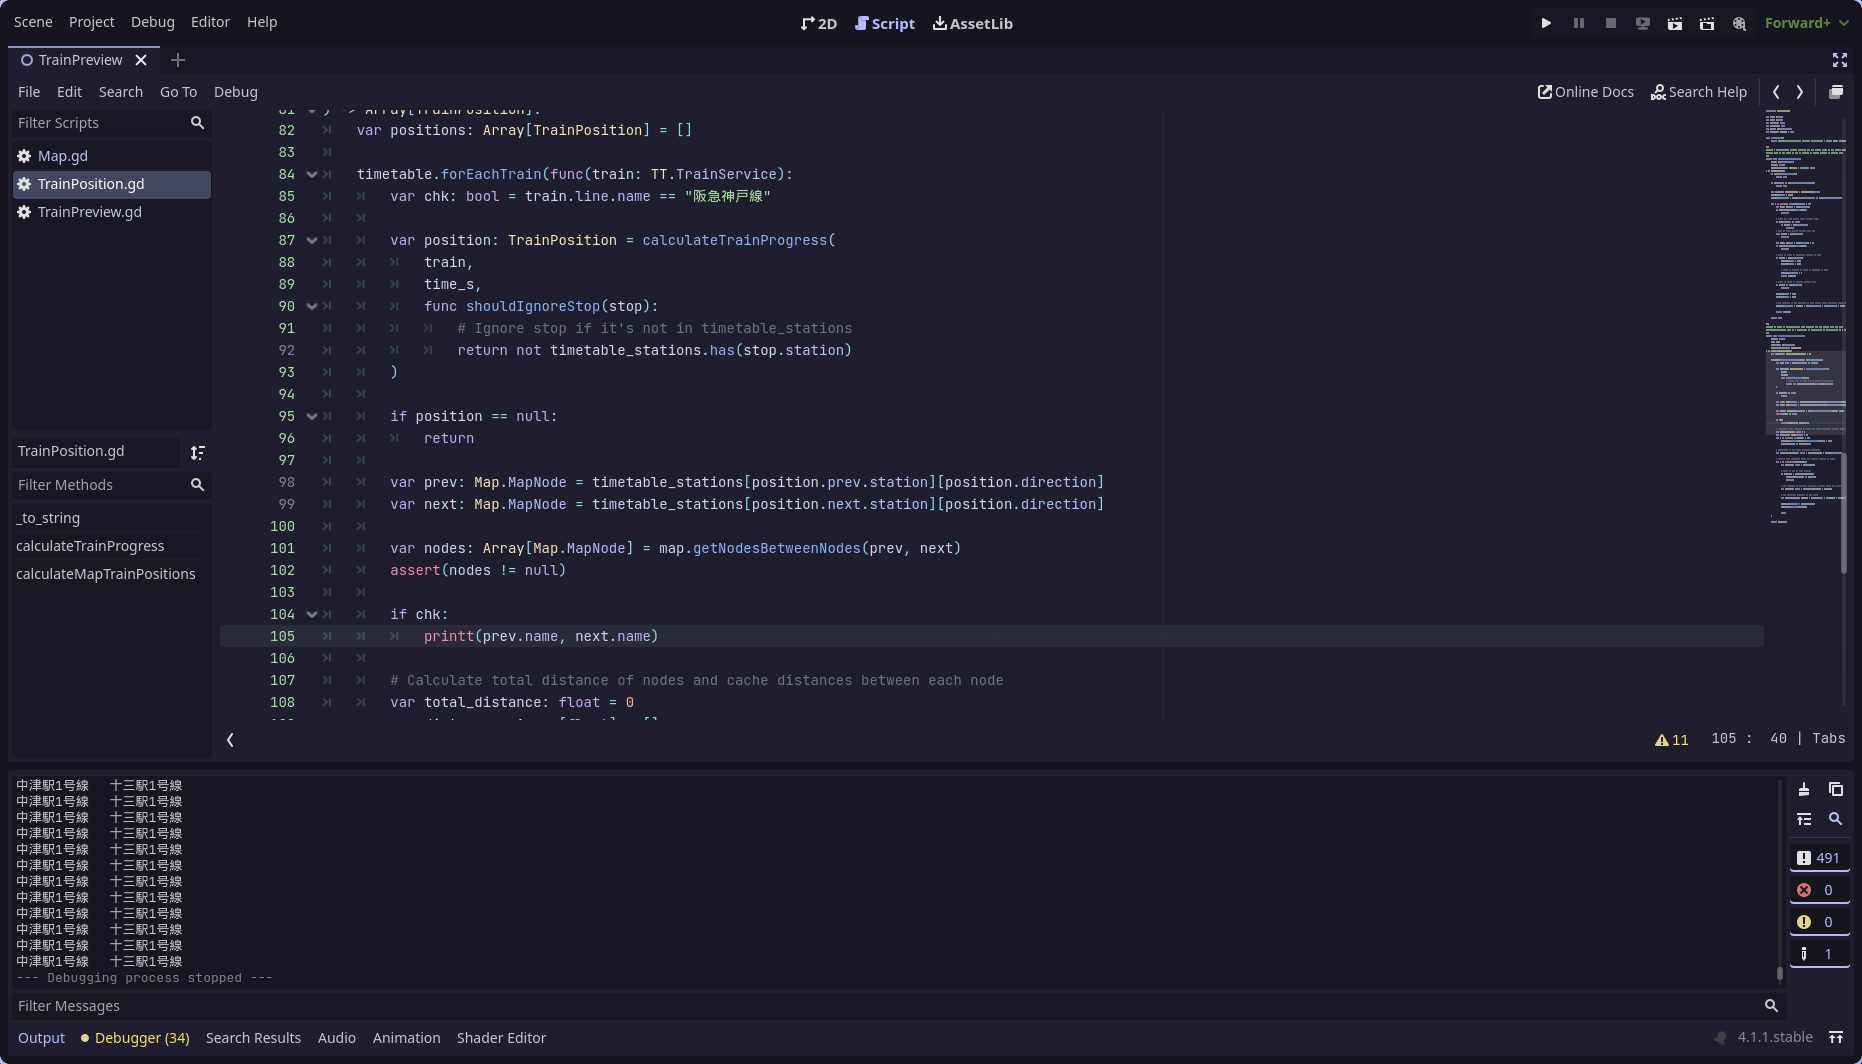 Scene Project Debug Editor Help
2D Script AssetLib
Forward+
TrainPreview
File Edit Search Go To Debug
Online Docs Search Help
Filter Scripts
Map.gd
TrainPosition.gd
TrainPreview.gd
TrainPosition.gd
Filter Methods
_to_string
calculateTrainProgress
calculateMapTrainPositions
81 ) -> Array[TrainPosition]:
82 var positions: Array[TrainPosition] = []
83
84 timetable.forEachTrain(func(train: TT.TrainService):
85 var chk: bool = train.line.name == "阪急神戸線"
86
87 var position: TrainPosition = calculateTrainProgress(
88 train,
89 time_s,
90 func shouldIgnoreStop(stop):
91 # Ignore stop if it's not in timetable_stations
92 return not timetable_stations.has(stop.station)
93 )
94
95 if position == null:
96 return
97
98 var prev: Map.MapNode = timetable_stations[position.prev.station][position.direction]
99 var next: Map.MapNode = timetable_stations[position.next.station][position.direction]
100
101 var nodes: Array[Map.MapNode] = map.getNodesBetweenNodes(prev, next)
102 assert(nodes != null)
103
104 if chk:
105 printt(prev.name, next.name)
106
107 # Calculate total distance of nodes and cache distances between each node
108 var total_distance: float = 0
11 105 : 40 | Tabs
中津駅1号線 十三駅1号線
中津駅1号線 十三駅1号線
中津駅1号線 十三駅1号線
中津駅1号線 十三駅1号線
中津駅1号線 十三駅1号線
中津駅1号線 十三駅1号線
中津駅1号線 十三駅1号線
中津駅1号線 十三駅1号線
中津駅1号線 十三駅1号線
中津駅1号線 十三駅1号線
中津駅1号線 十三駅1号線
中津駅1号線 十三駅1号線
--- Debugging process stopped ---
491
0
0
1
Filter Messages
Output Debugger (34) Search Results Audio Animation Shader Editor
4.1.1.stable